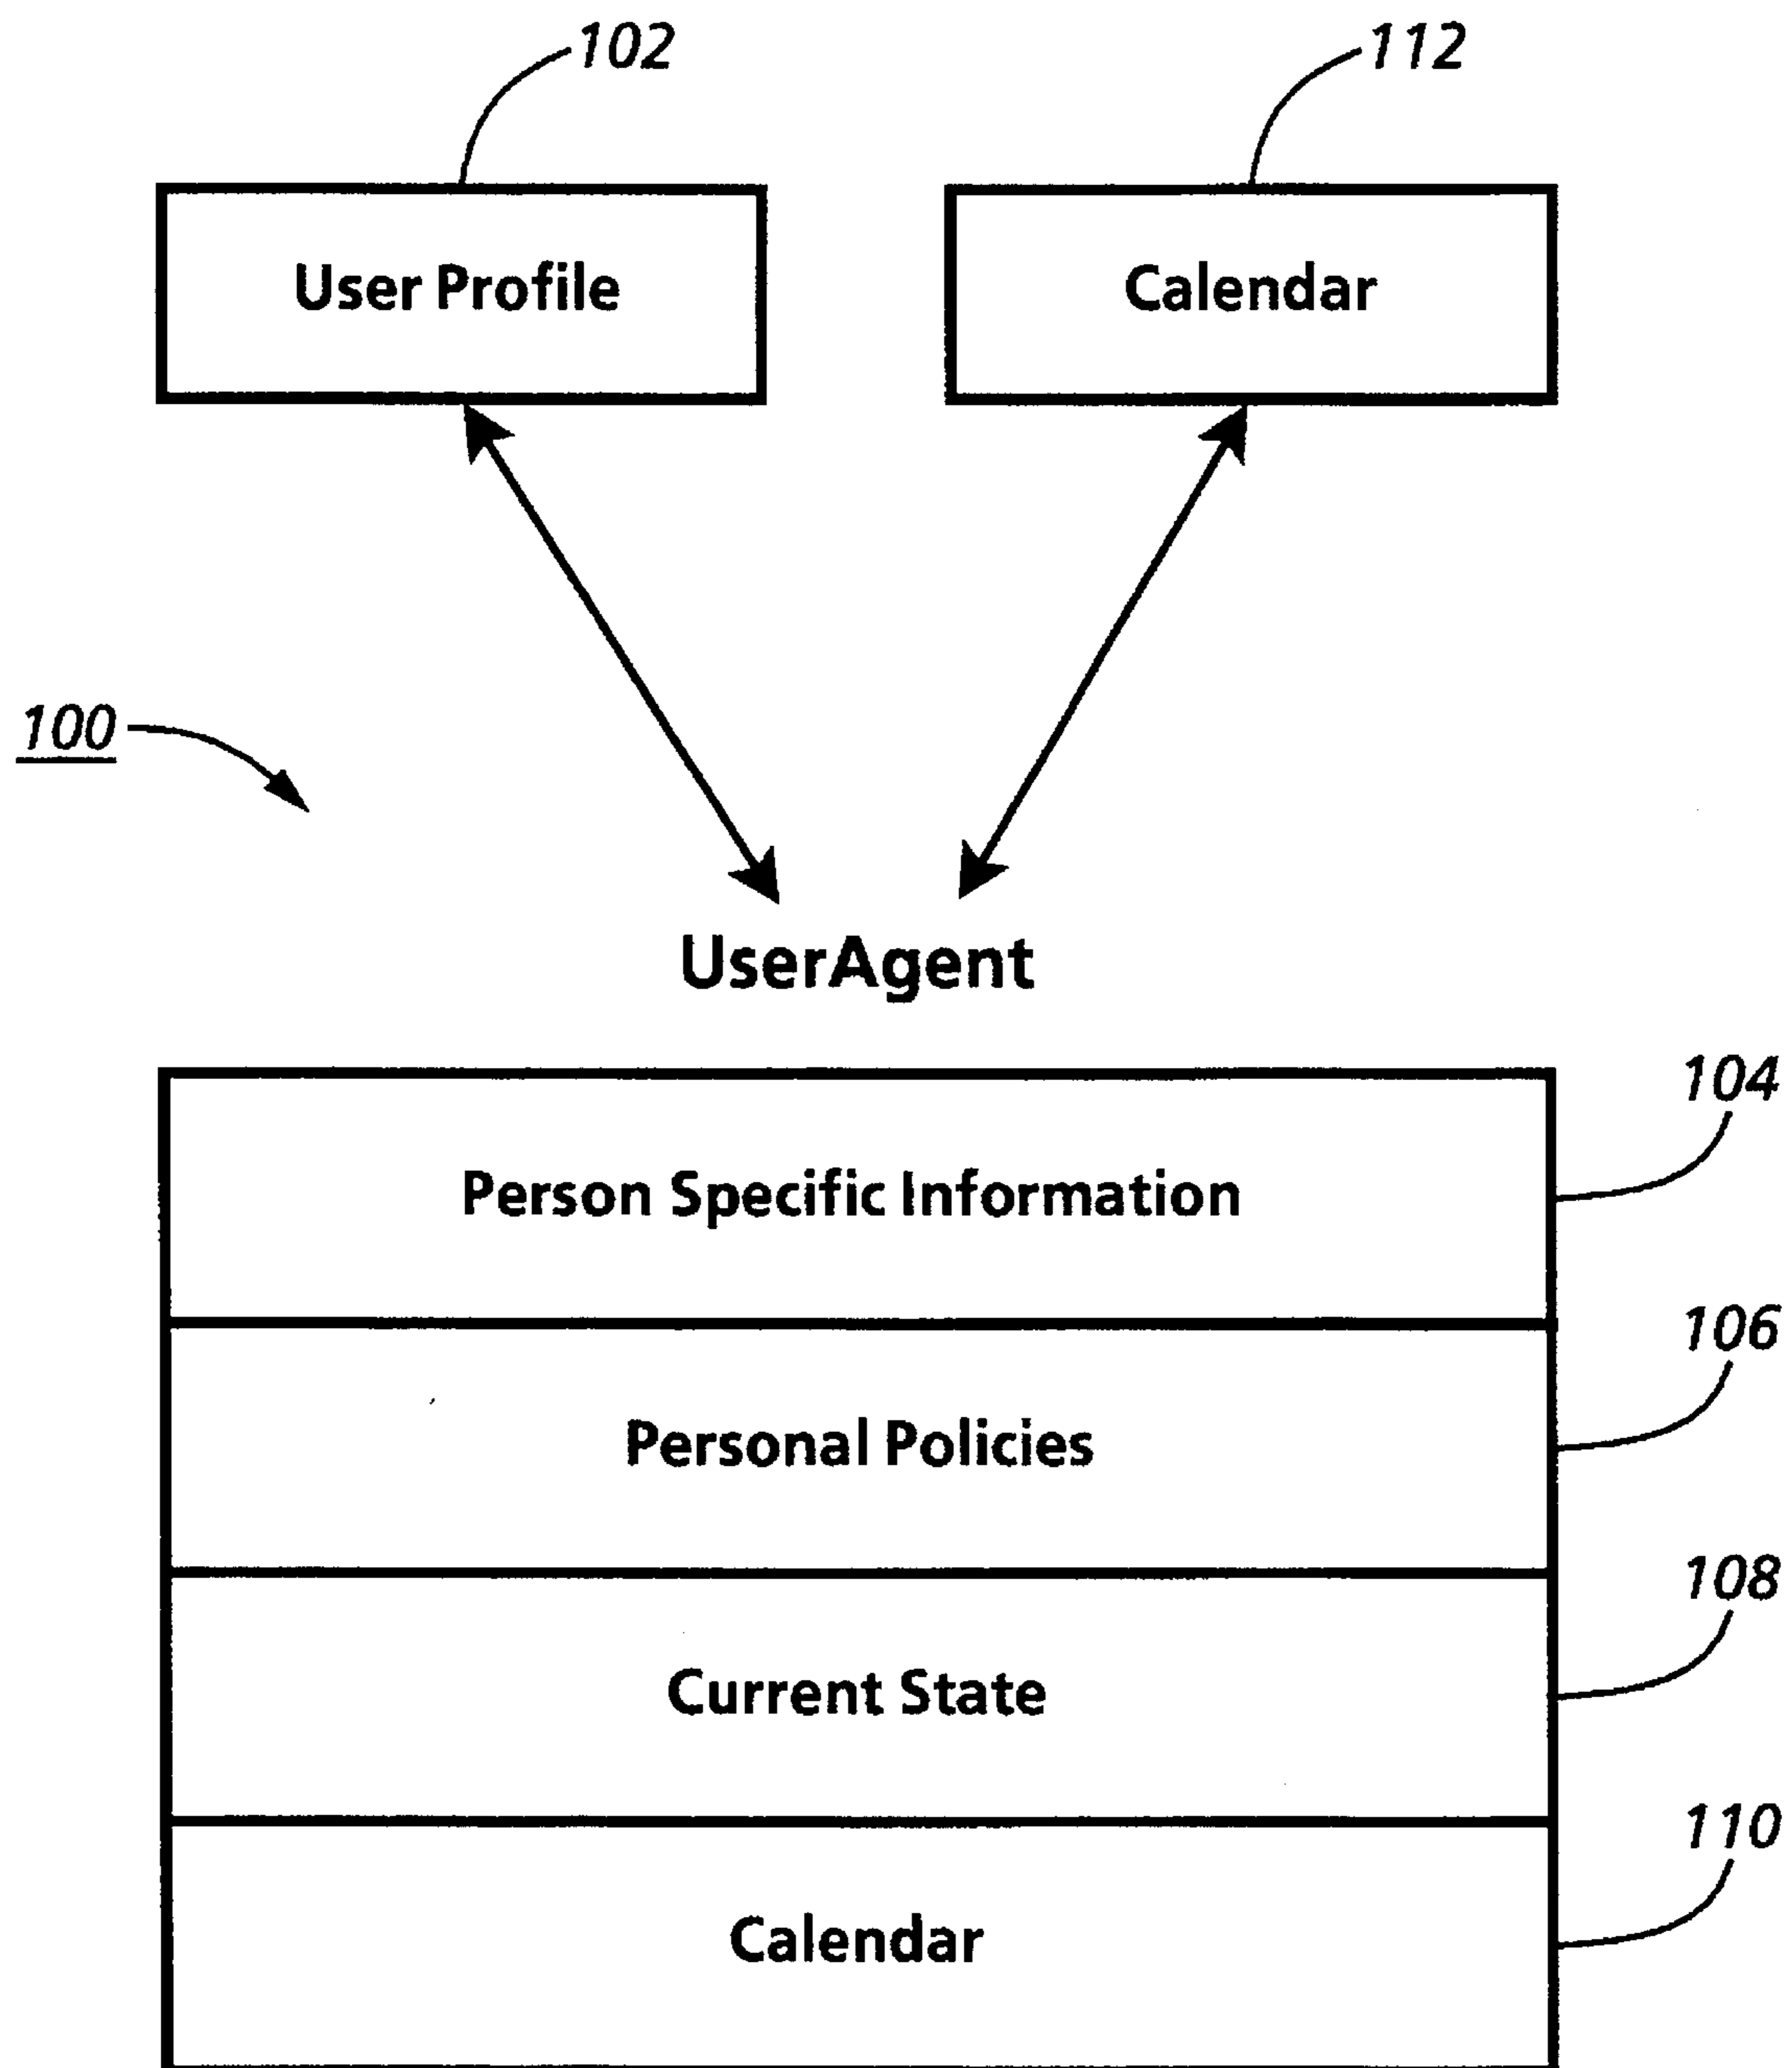 102
112
User Profile
Calendar
100
UserAgent
104
Person Specific Information
106
Personal Policies
108
Current State
110
Calendar